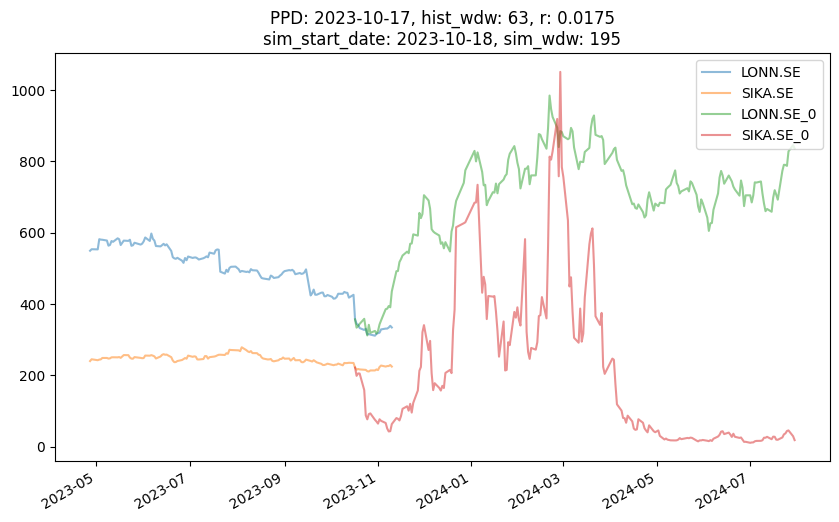 PPD: 2023-10-17, hist_wdw: 63, r: 0.0175
sim_start_date: 2023-10-18, sim_wdw: 195
LONN.SE
SIKA.SE
LONN.SE_0
SIKA.SE_0
1000
800
600
400
200
0
2023-05
2023-07
2023-09
2023-11
2024-01
2024-03
2024-05
2024-07